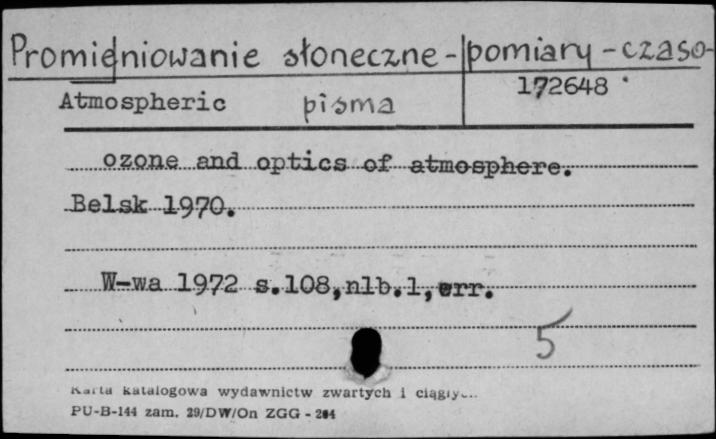 Promieniowanie słoneczne - pomiary - czaso-
172648
Atmospheric pisma
ozone and optics of atmosphere.
Belsk 1970.
W-wa 1972 s.108,nlb.1,err.
5
Karta katalogowa wydawnictw zwartych i
PU-B-144 zam. 29/DW/On ZGG - 204